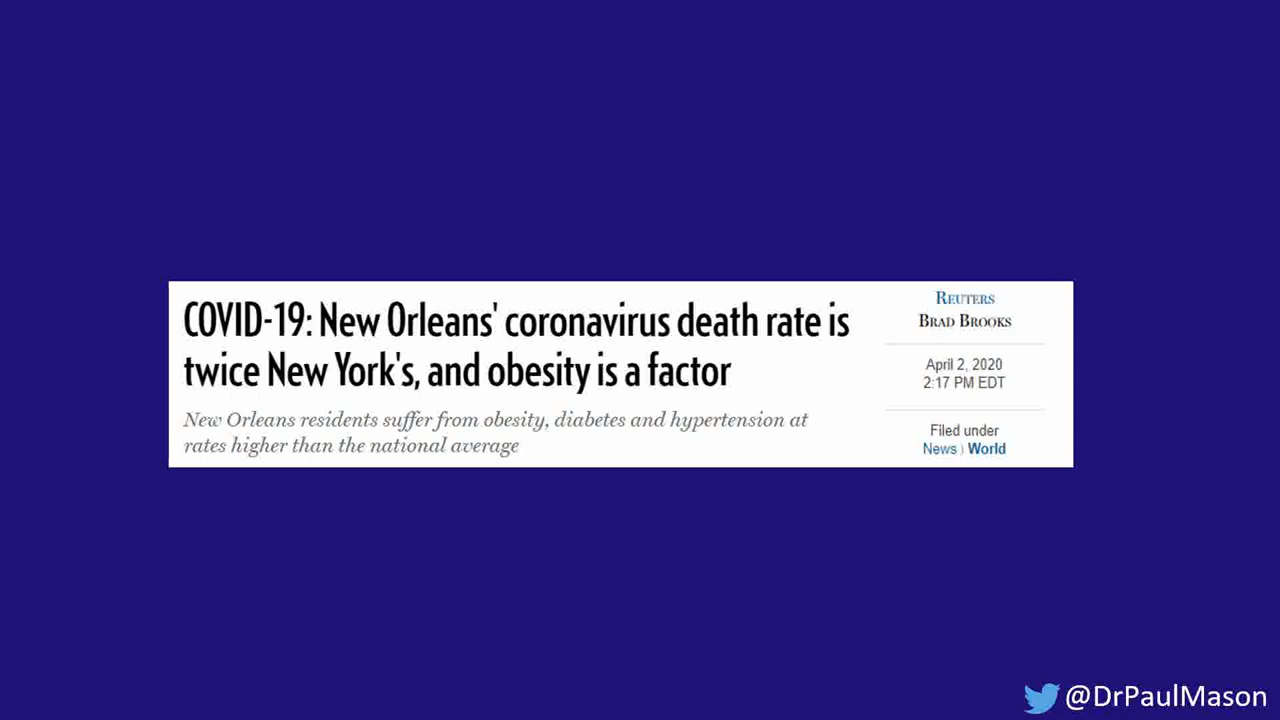 COVID-19: New Orleans' coronavirus death rate is
twice New York's, and obesity is a factor
New Orleans residents suffer from obesity, diabetes and hypertension at
rates higher than the national average
REUTERS
BRAD BROOKS
April 2, 2020
2:17 PM EDT
Filed under
News | World
@DrPaulMason